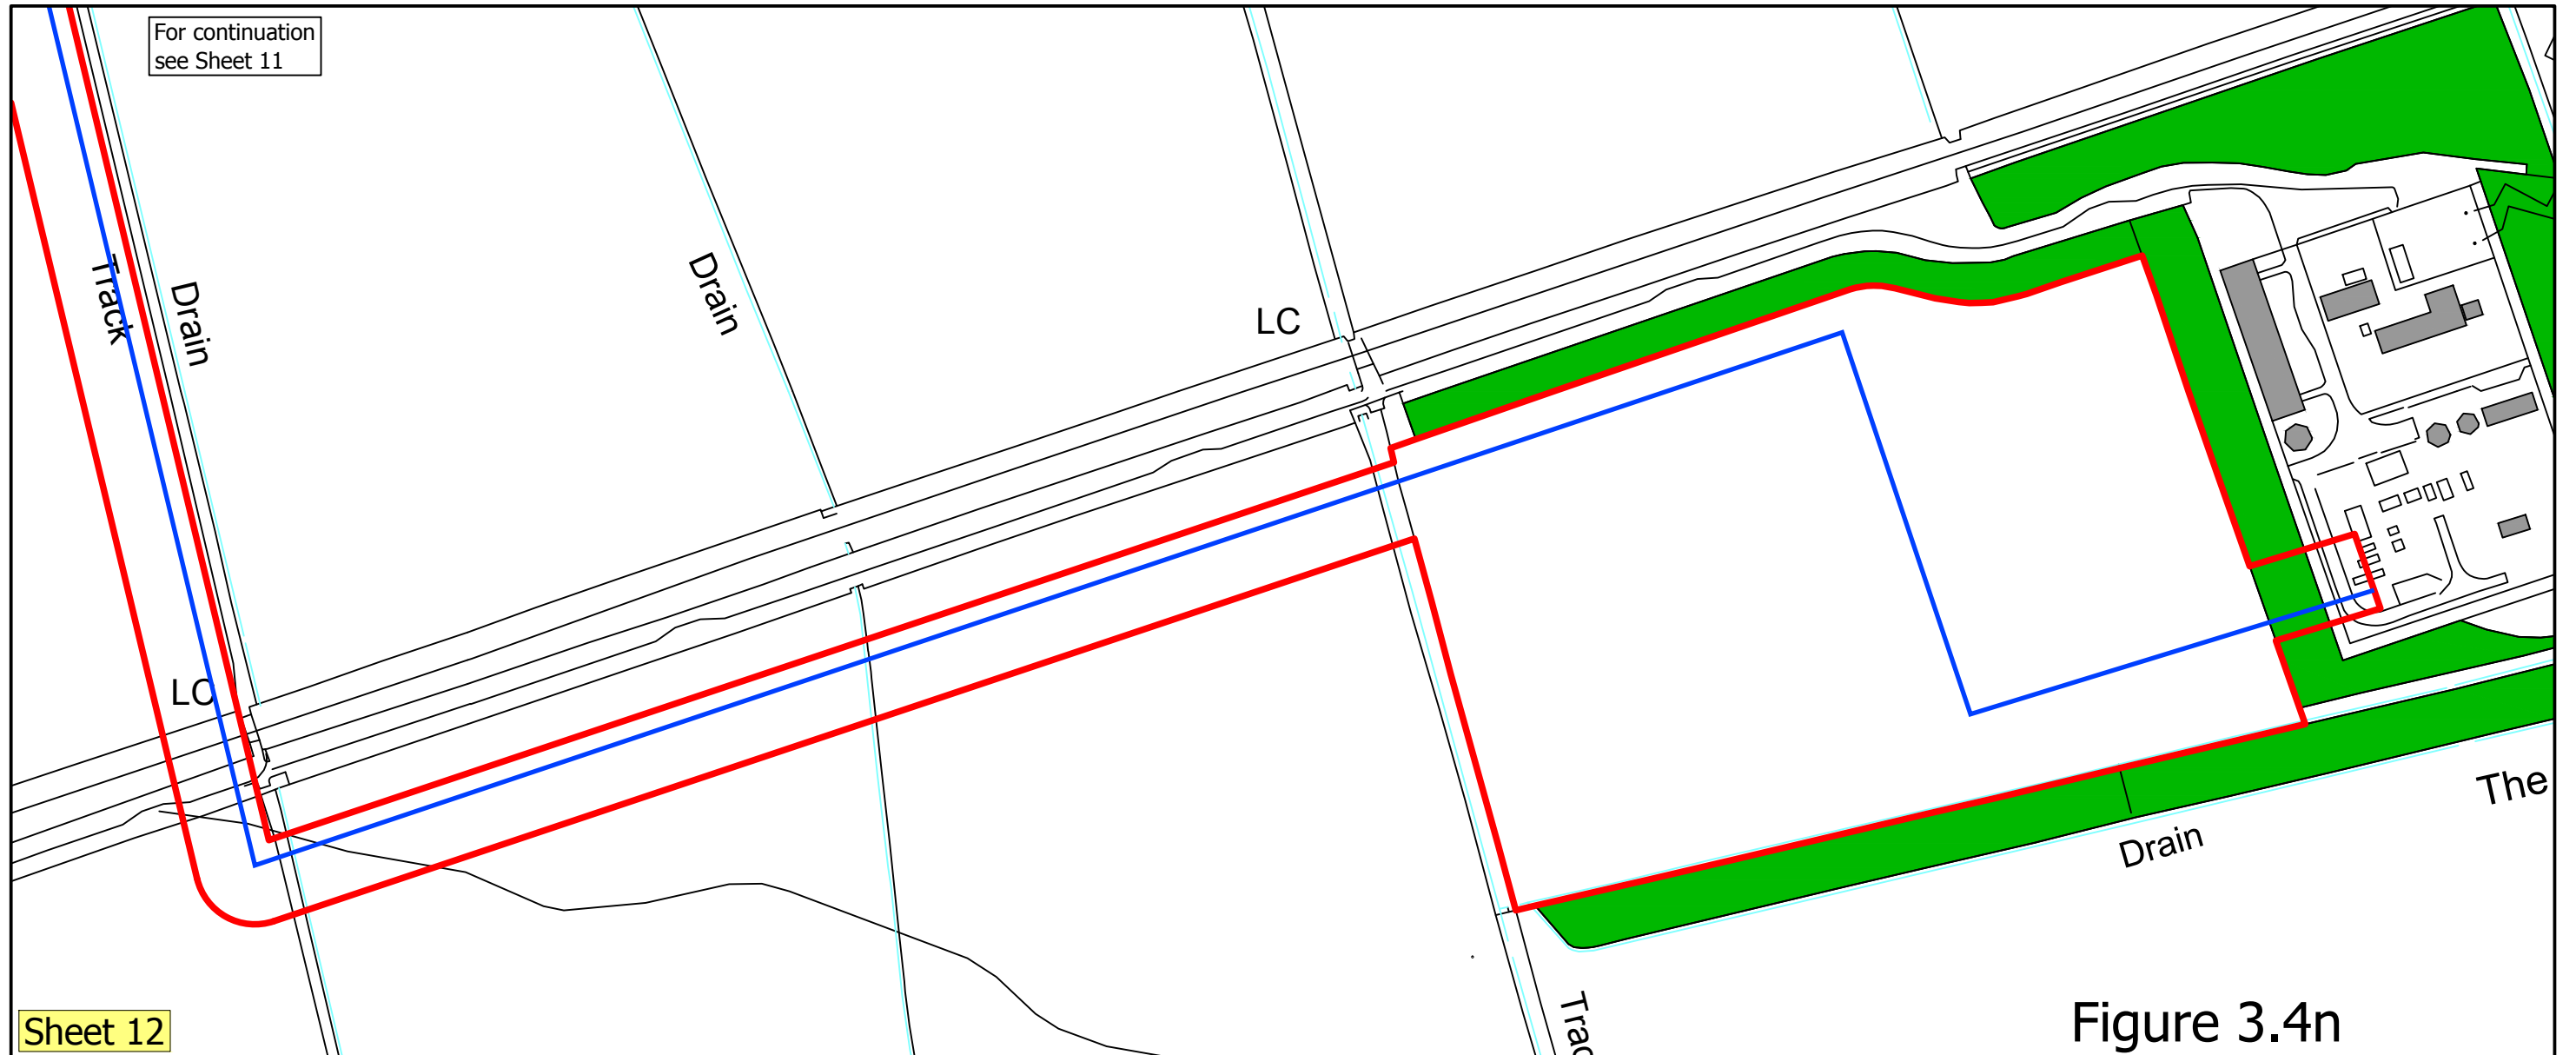 For continuation
see Sheet 11
Track
Drain
Drain
LC
LC
The
Drain
Sheet 12
Figure 3.4n